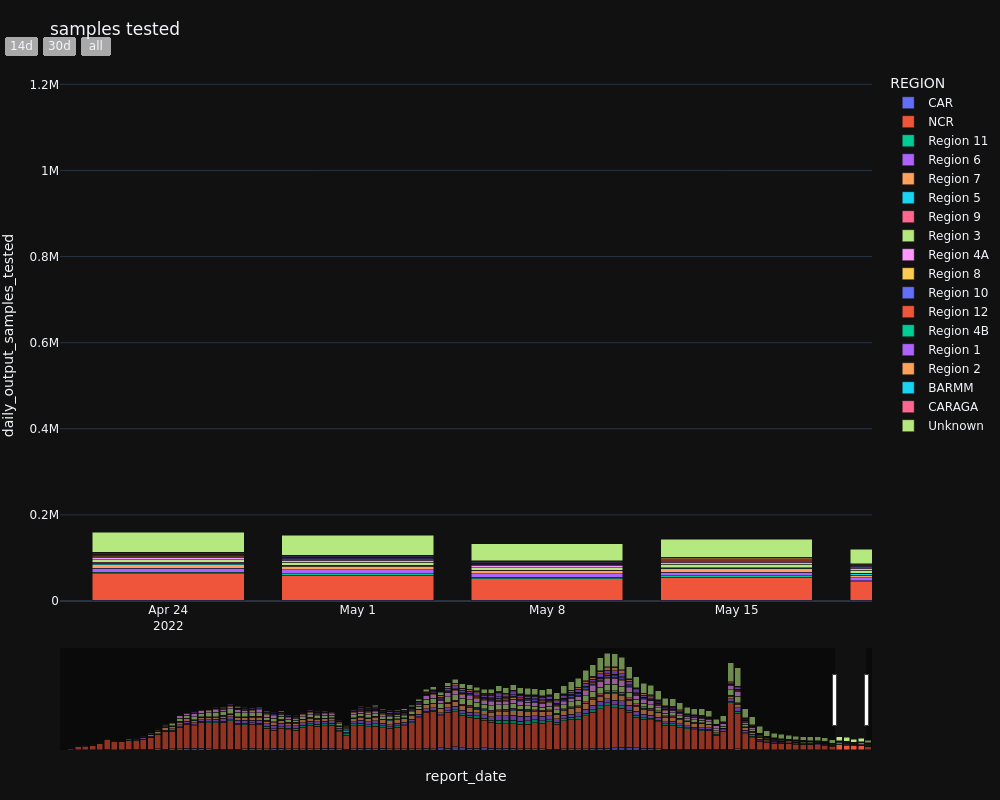 samples tested
14d 30d all
1.2M
1M
0.8M
0.6M
0.4M
0.2M
0
daily_output_samples_tested
Apr 24
2022
May 1
May 8
May 15
report_date
REGION
CAR
NCR
Region 11
Region 6
Region 7
Region 5
Region 9
Region 3
Region 4A
Region 8
Region 10
Region 12
Region 4B
Region 1
Region 2
BARMM
CARAGA
Unknown